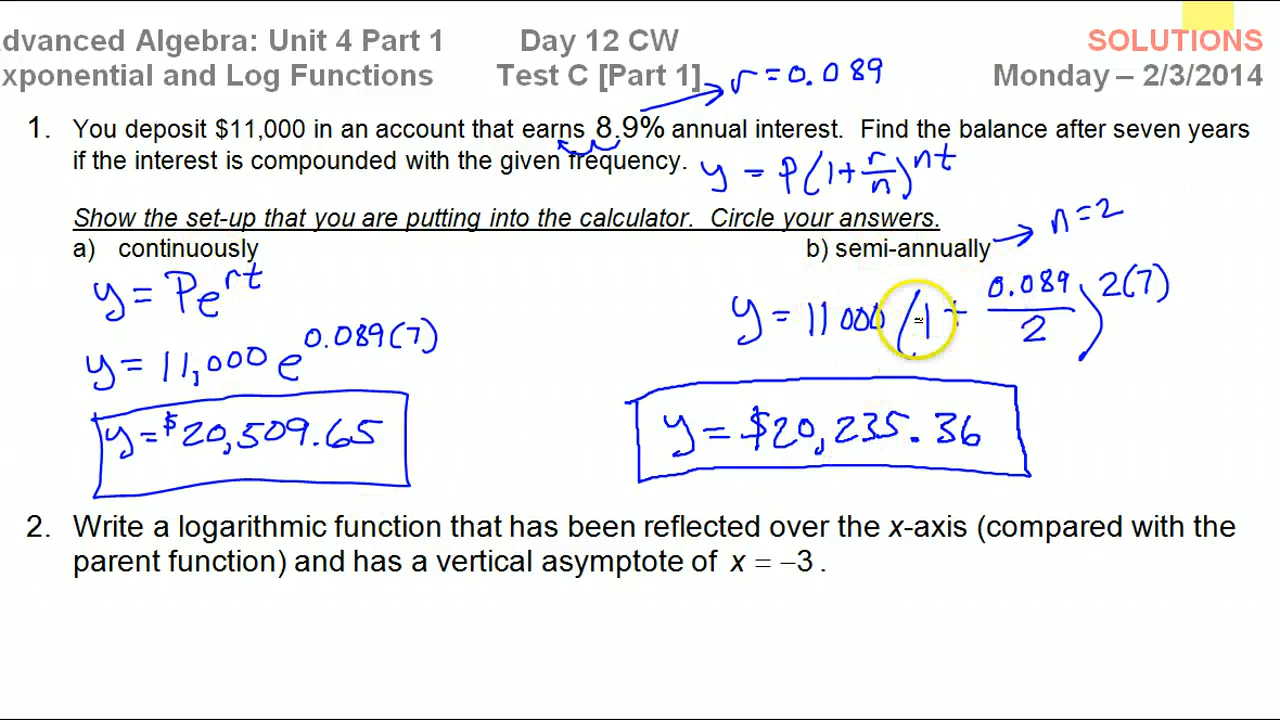 dvanced Algebra: Unit 4 Part 1 Day 12 CW SOLUTIONS
xponential and Log Functions Test C [Part 1] Monday – 2/3/2014
r = 0.089
1. You deposit $11,000 in an account that earns 8.9% annual interest. Find the balance after seven years
if the interest is compounded with the given frequency.
y = P(1+r/n)^nt
Show the set-up that you are putting into the calculator. Circle your answers.
n = 2
a) continuously b) semi-annually
y = Pe^rt
y = 11000(1+0.089/2)^2(7)
y = 11,000e^0.089(7)
y = $20,509.65 y = $20,235.36
2. Write a logarithmic function that has been reflected over the x-axis (compared with the
parent function) and has a vertical asymptote of x = −3.